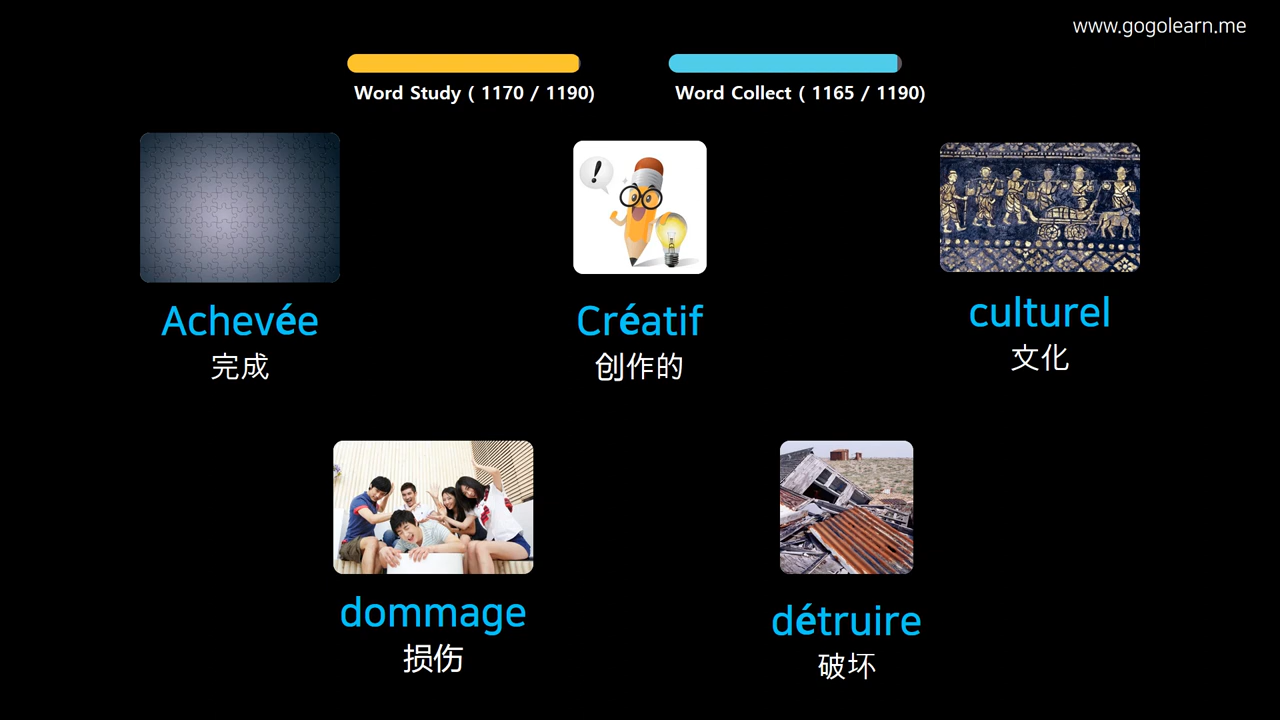 www.gogolearn.me
Word Study ( 1170 / 1190)
Word Collect ( 1165 / 1190)
!
Achevée
完成
Créatif
创作的
culturel
文化
dommage
损伤
détruire
破坏